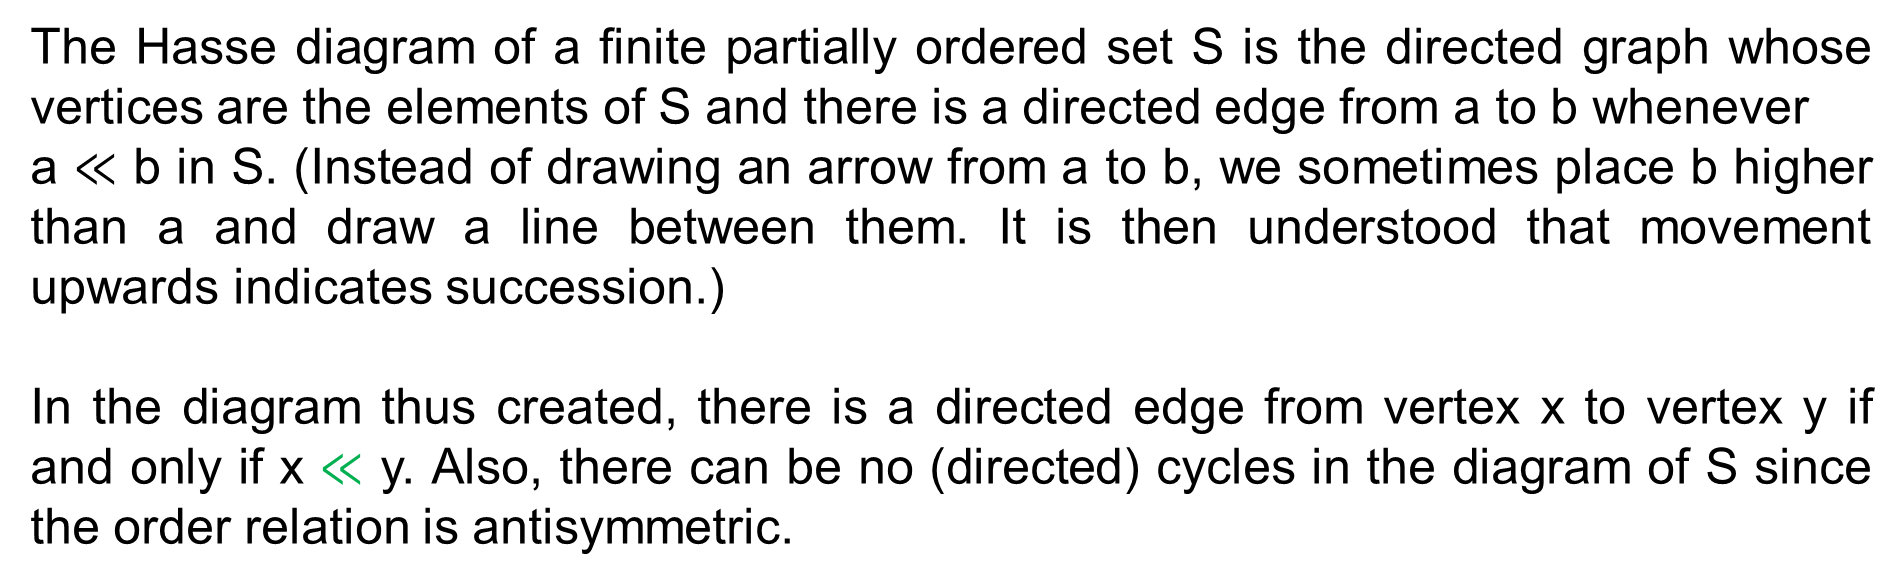 The Hasse diagram of a finite partially ordered set S is the directed graph whose
vertices are the elements of S and there is a directed edge from a to b whenever
a ≪ b in S. (Instead of drawing an arrow from a to b, we sometimes place b higher
than a and draw a line between them. It is then understood that movement
upwards indicates succession.)
In the diagram thus created, there is a directed edge from vertex x to vertex y if
and only if x ≪ y. Also, there can be no (directed) cycles in the diagram of S since
the order relation is antisymmetric.